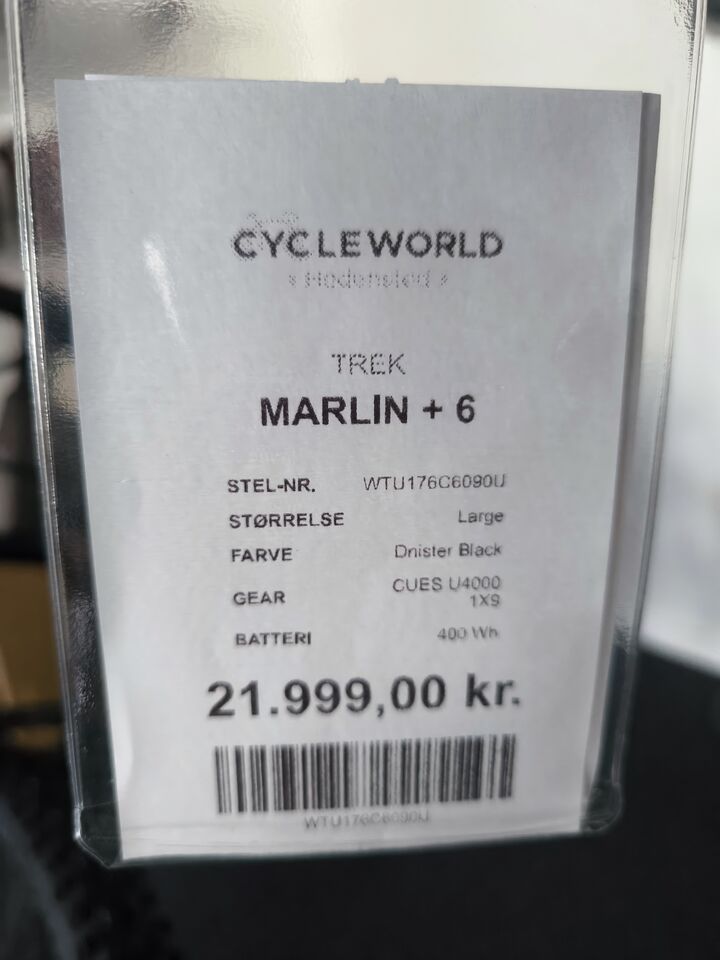 CYCLEWORLD
Hedensted
TREK
MARLIN + 6
STEL-NR. WTU176C6090U
STØRRELSE Large
FARVE Dnister Black
GEAR CUES U4000
1X9
BATTERI 400 Wh
21.999,00 kr.
WTU176C6090U